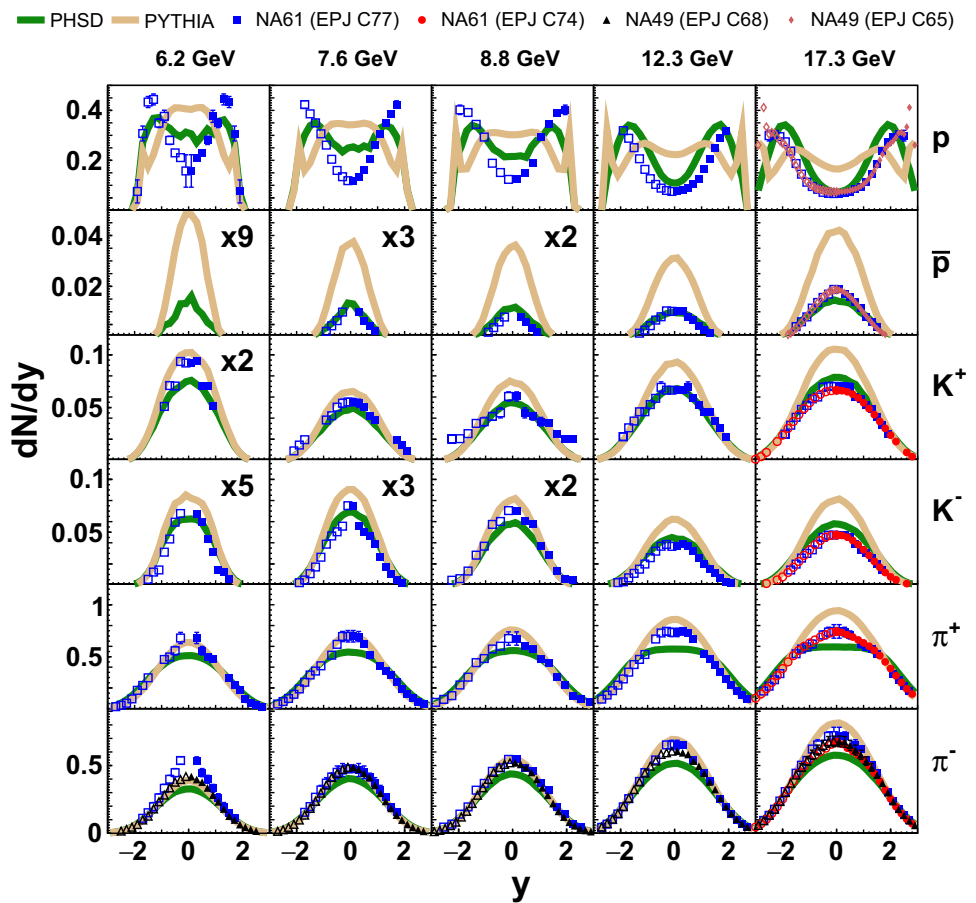 PHSD PYTHIA NA61 (EPJ C77) NA61 (EPJ C74) NA49 (EPJ C68) NA49 (EPJ C65)
6.2 GeV 7.6 GeV 8.8 GeV 12.3 GeV 17.3 GeV
0.4
0.2
p
0.04
0.02
x9 x3 x2
p̅
0.1
0.05
x2
K⁺
0.05
x5 x3 x2
K⁻
1
0.5
π⁺
0.5
0
π⁻
dN/dy
−2 0 2 −2 0 2 −2 0 2 −2 0 2 −2 0 2
y